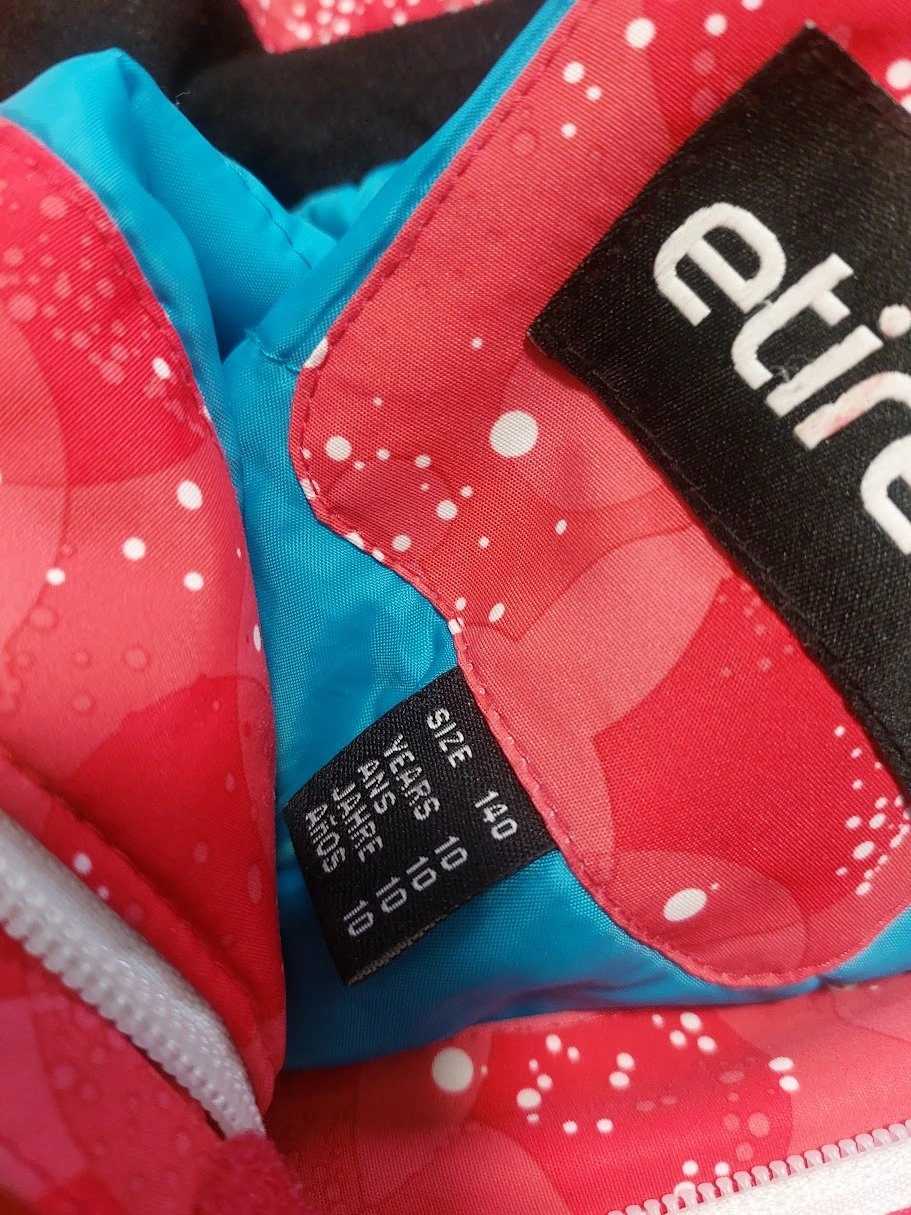 etire
SIZE 140
YEARS 10
ANS 10
JAHRE 10
AÑOS 10